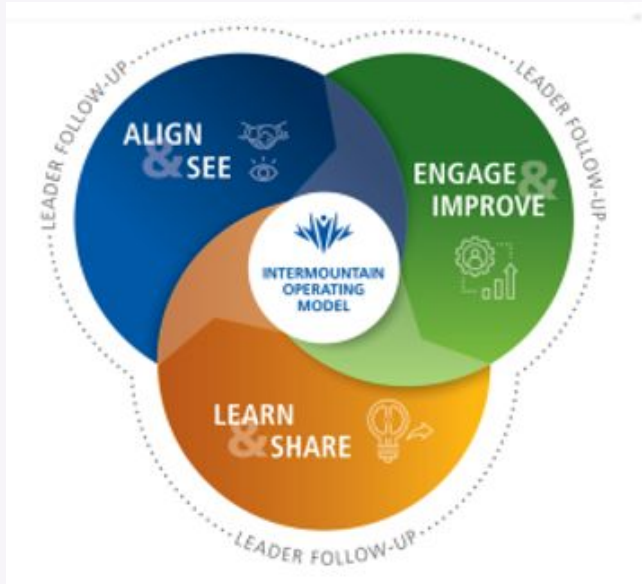 LEADER FOLLOW-UP
LEADER FOLLOW-UP
ALIGN
& SEE
ENGAGE &
IMPROVE
INTERMOUNTAIN
OPERATING
MODEL
LEARN
& SHARE
LEADER FOLLOW-UP